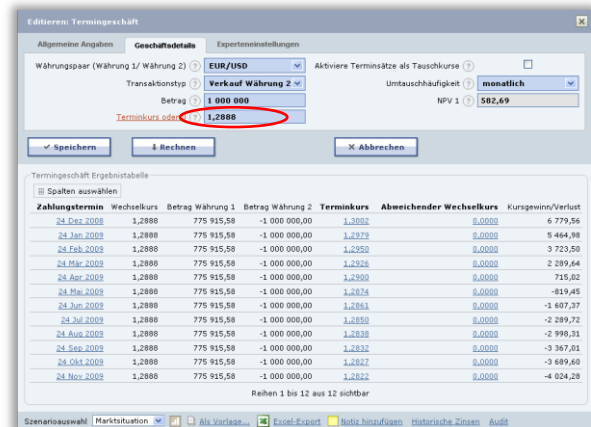 Editieren: Termingeschäft
Allgemeine Angaben Geschäftsdetails Experteneinstellungen
Währungspaar (Währung 1/ Währung 2) ? EUR/USD Aktiviere Terminsätze als Tauschkurse ?
Transaktionstyp ? Verkauf Währung 2 Umtauschhäufigkeit ? monatlich
Betrag ? 1 000 000 NPV 1 ? 582,69
Terminkurs oder ? 1,2888
Speichern Rechnen Abbrechen
Termingeschäft Ergebnistabelle
Spalten auswählen
Zahlungstermin Wechselkurs Betrag Währung 1 Betrag Währung 2 Terminkurs Abweichender Wechselkurs Kursgewinn/Verlust
24 Dez 2008 1,2888 775 915,58 -1 000 000,00 1,3002 0,0000 6 779,56
24 Jan 2009 1,2888 775 915,58 -1 000 000,00 1,2979 0,0000 5 464,98
24 Feb 2009 1,2888 775 915,58 -1 000 000,00 1,2950 0,0000 3 723,50
24 Mär 2009 1,2888 775 915,58 -1 000 000,00 1,2926 0,0000 2 289,64
24 Apr 2009 1,2888 775 915,58 -1 000 000,00 1,2900 0,0000 715,02
24 Mai 2009 1,2888 775 915,58 -1 000 000,00 1,2874 0,0000 -819,45
24 Jun 2009 1,2888 775 915,58 -1 000 000,00 1,2861 0,0000 -1 607,37
24 Jul 2009 1,2888 775 915,58 -1 000 000,00 1,2850 0,0000 -2 289,72
24 Aug 2009 1,2888 775 915,58 -1 000 000,00 1,2838 0,0000 -2 998,31
24 Sep 2009 1,2888 775 915,58 -1 000 000,00 1,2832 0,0000 -3 367,01
24 Okt 2009 1,2888 775 915,58 -1 000 000,00 1,2827 0,0000 -3 689,60
24 Nov 2009 1,2888 775 915,58 -1 000 000,00 1,2822 0,0000 -4 024,28
Reihen 1 bis 12 aus 12 sichtbar
Szenarioauswahl Marktsituation Als Vorlage... Excel-Export Notiz hinzufügen Historische Zinsen Audit